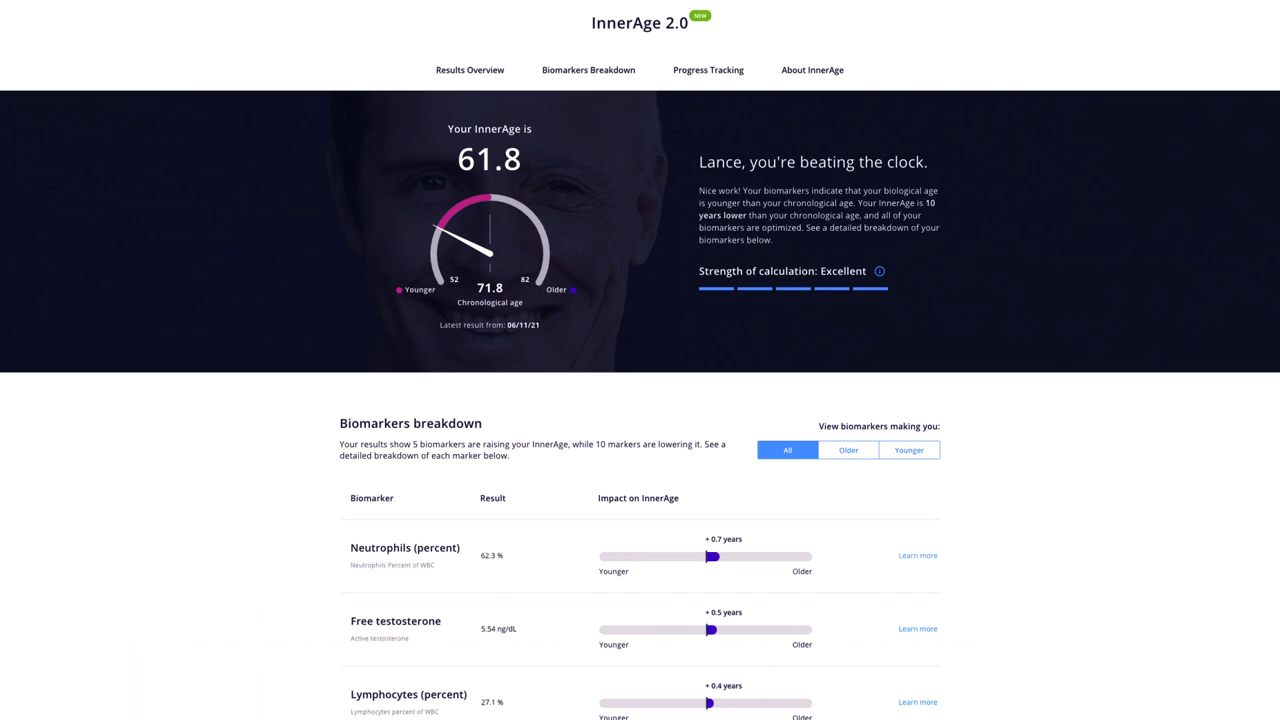 InnerAge 2.0 NEW
Results Overview Biomarkers Breakdown Progress Tracking About InnerAge
Your InnerAge is
61.8
52 82
71.8
Younger Older
Chronological age
Latest result from: 06/11/21
Lance, you're beating the clock.
Nice work! Your biomarkers indicate that your biological age
is younger than your chronological age. Your InnerAge is 10
years lower than your chronological age, and all of your
biomarkers are optimized. See a detailed breakdown of your
biomarkers below.
Strength of calculation: Excellent
Biomarkers breakdown
Your results show 5 biomarkers are raising your InnerAge, while 10 markers are lowering it. See a
detailed breakdown of each marker below.
View biomarkers making you:
All Older Younger
Biomarker Result Impact on InnerAge
+ 0.7 years
Neutrophils (percent) 62.3 % Learn more
Neutrophils Percent of WBC
Younger Older
+ 0.5 years
Free testosterone 5.54 ng/dL Learn more
Active testosterone
Younger Older
+ 0.4 years
Lymphocytes (percent) 27.1 % Learn more
Lymphocytes percent of WBC
Younger Older